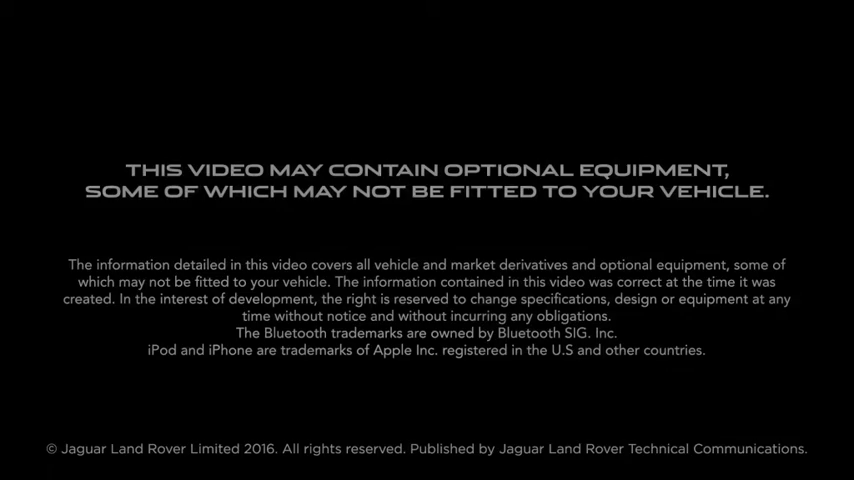 THIS VIDEO MAY CONTAIN OPTIONAL EQUIPMENT,
SOME OF WHICH MAY NOT BE FITTED TO YOUR VEHICLE.
The information detailed in this video covers all vehicle and market derivatives and optional equipment, some of
which may not be fitted to your vehicle. The information contained in this video was correct at the time it was
created. In the interest of development, the right is reserved to change specifications, design or equipment at any
time without notice and without incurring any obligations.
The Bluetooth trademarks are owned by Bluetooth SIG. Inc.
iPod and iPhone are trademarks of Apple Inc. registered in the U.S and other countries.
© Jaguar Land Rover Limited 2016. All rights reserved. Published by Jaguar Land Rover Technical Communications.